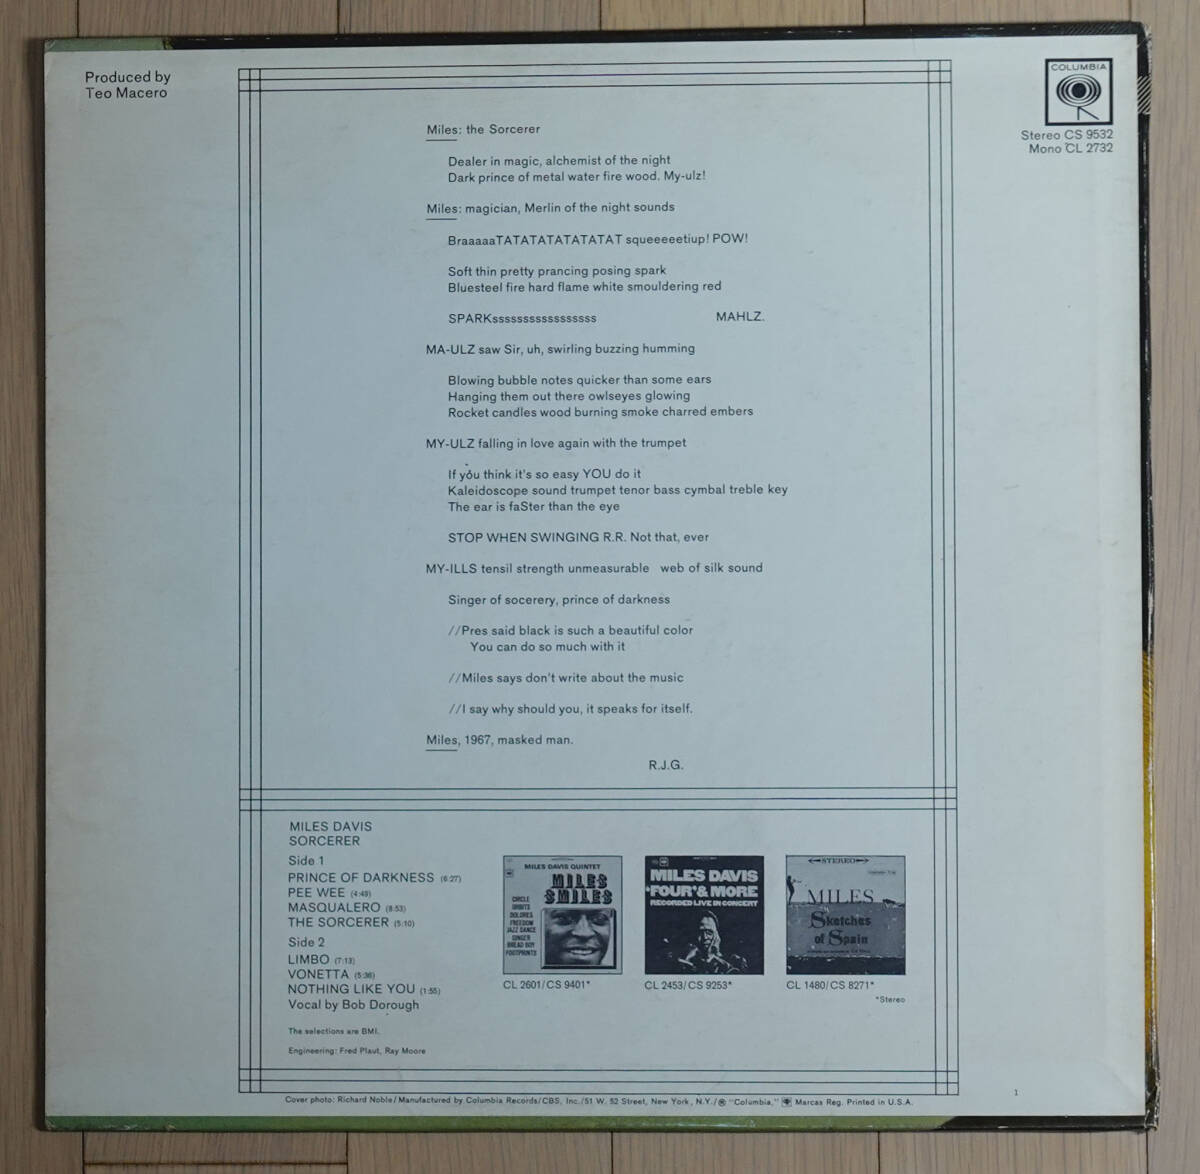 Produced by
Teo Macero
COLUMBIA
Stereo CS 9532
Mono CL 2732
Miles: the Sorcerer
Dealer in magic, alchemist of the night
Dark prince of metal water fire wood. My-ulz!
Miles: magician, Merlin of the night sounds
BraaaaaTATATATATATATAT squeeeeetiup! POW!
Soft thin pretty prancing posing spark
Bluesteel fire hard flame white smouldering red
SPARKsssssssssssssssss MAHLZ.
MA-ULZ saw Sir, uh, swirling buzzing humming
Blowing bubble notes quicker than some ears
Hanging them out there owlseyes glowing
Rocket candles wood burning smoke charred embers
MY-ULZ falling in love again with the trumpet
If you think it's so easy YOU do it
Kaleidoscope sound trumpet tenor bass cymbal treble key
The ear is faSter than the eye
STOP WHEN SWINGING R.R. Not that, ever
MY-ILLS tensil strength unmeasurable web of silk sound
Singer of socerery, prince of darkness
//Pres said black is such a beautiful color
You can do so much with it
//Miles says don't write about the music
//I say why should you, it speaks for itself.
Miles, 1967, masked man.
R.J.G.
MILES DAVIS
SORCERER
Side 1
PRINCE OF DARKNESS (6:27)
PEE WEE (4:49)
MASQUALERO (8:53)
THE SORCERER (5:10)
Side 2
LIMBO (7:13)
VONETTA (5:36)
NOTHING LIKE YOU (1:55)
Vocal by Bob Dorough
The selections are BMI.
Engineering: Fred Plaut, Ray Moore
MILES DAVIS QUINTET
MILES
SMILES
CIRCLE
ORBITS
DOLORES
FREEDOM
JAZZ DANCE
GINGER
BREAD BOY
FOOTPRINTS
CL 2601/CS 9401*
MILES DAVIS
'FOUR' & MORE
RECORDED LIVE IN CONCERT
CL 2453/CS 9253*
STEREO
MILES
Sketches
of Spain
CL 1480/CS 8271*
*Stereo
Cover photo: Richard Noble/Manufactured by Columbia Records/CBS, Inc./51 W. 52 Street, New York, N.Y./® "Columbia," Marcas Reg. Printed in U.S.A.
1